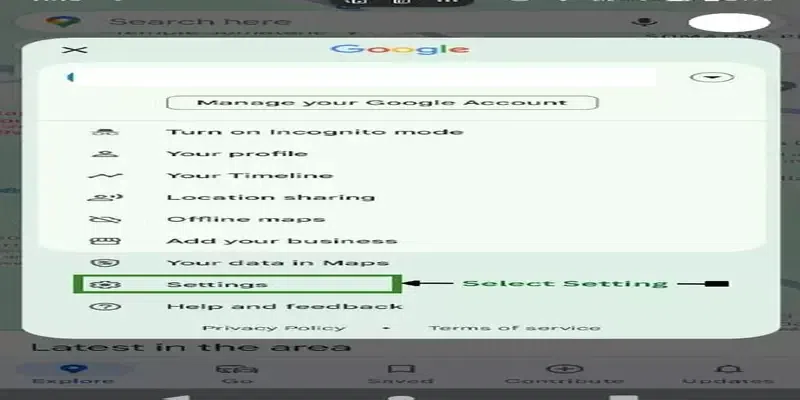 Search here
Google
Manage your Google Account
Turn on Incognito mode
Your profile
Your Timeline
Location sharing
Offline maps
Add your business
Your data in Maps
Settings
Select Setting
Help and feedback
Privacy Policy • Terms of service
Latest in the area
Explore Go Saved Contribute Updates